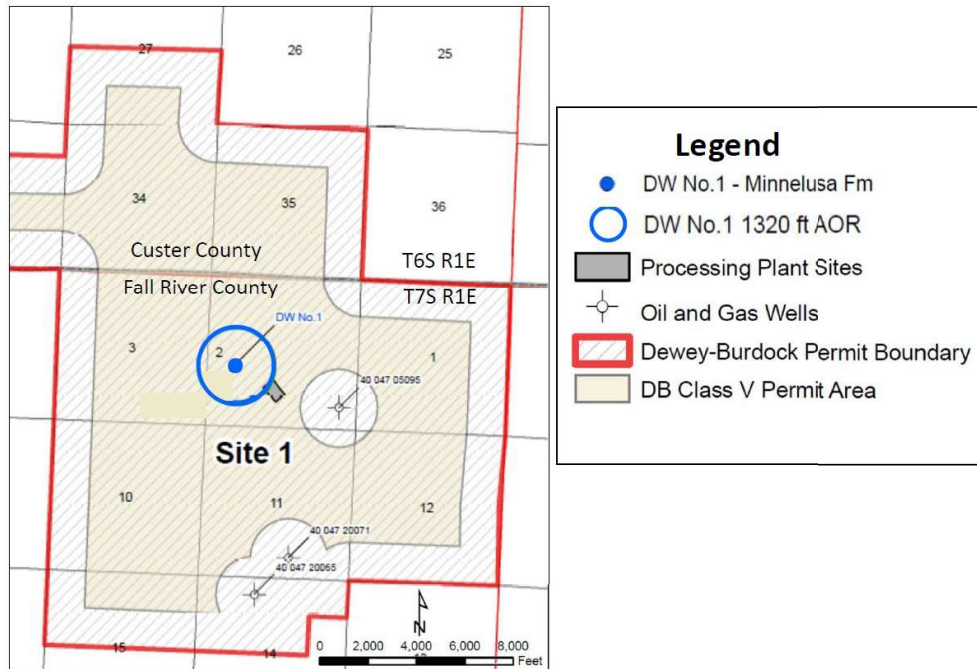 27
26
25
34
35
36
Custer County
T6S R1E
Fall River County
T7S R1E
DW No.1
3
2
1
40 047 05095
Site 1
10
11
12
40 047 20071
40 047 20065
15
14
N
0 2,000 4,000 6,000 8,000
Feet
Legend
DW No.1 - Minnelusa Fm
DW No.1 1320 ft AOR
Processing Plant Sites
Oil and Gas Wells
Dewey-Burdock Permit Boundary
DB Class V Permit Area